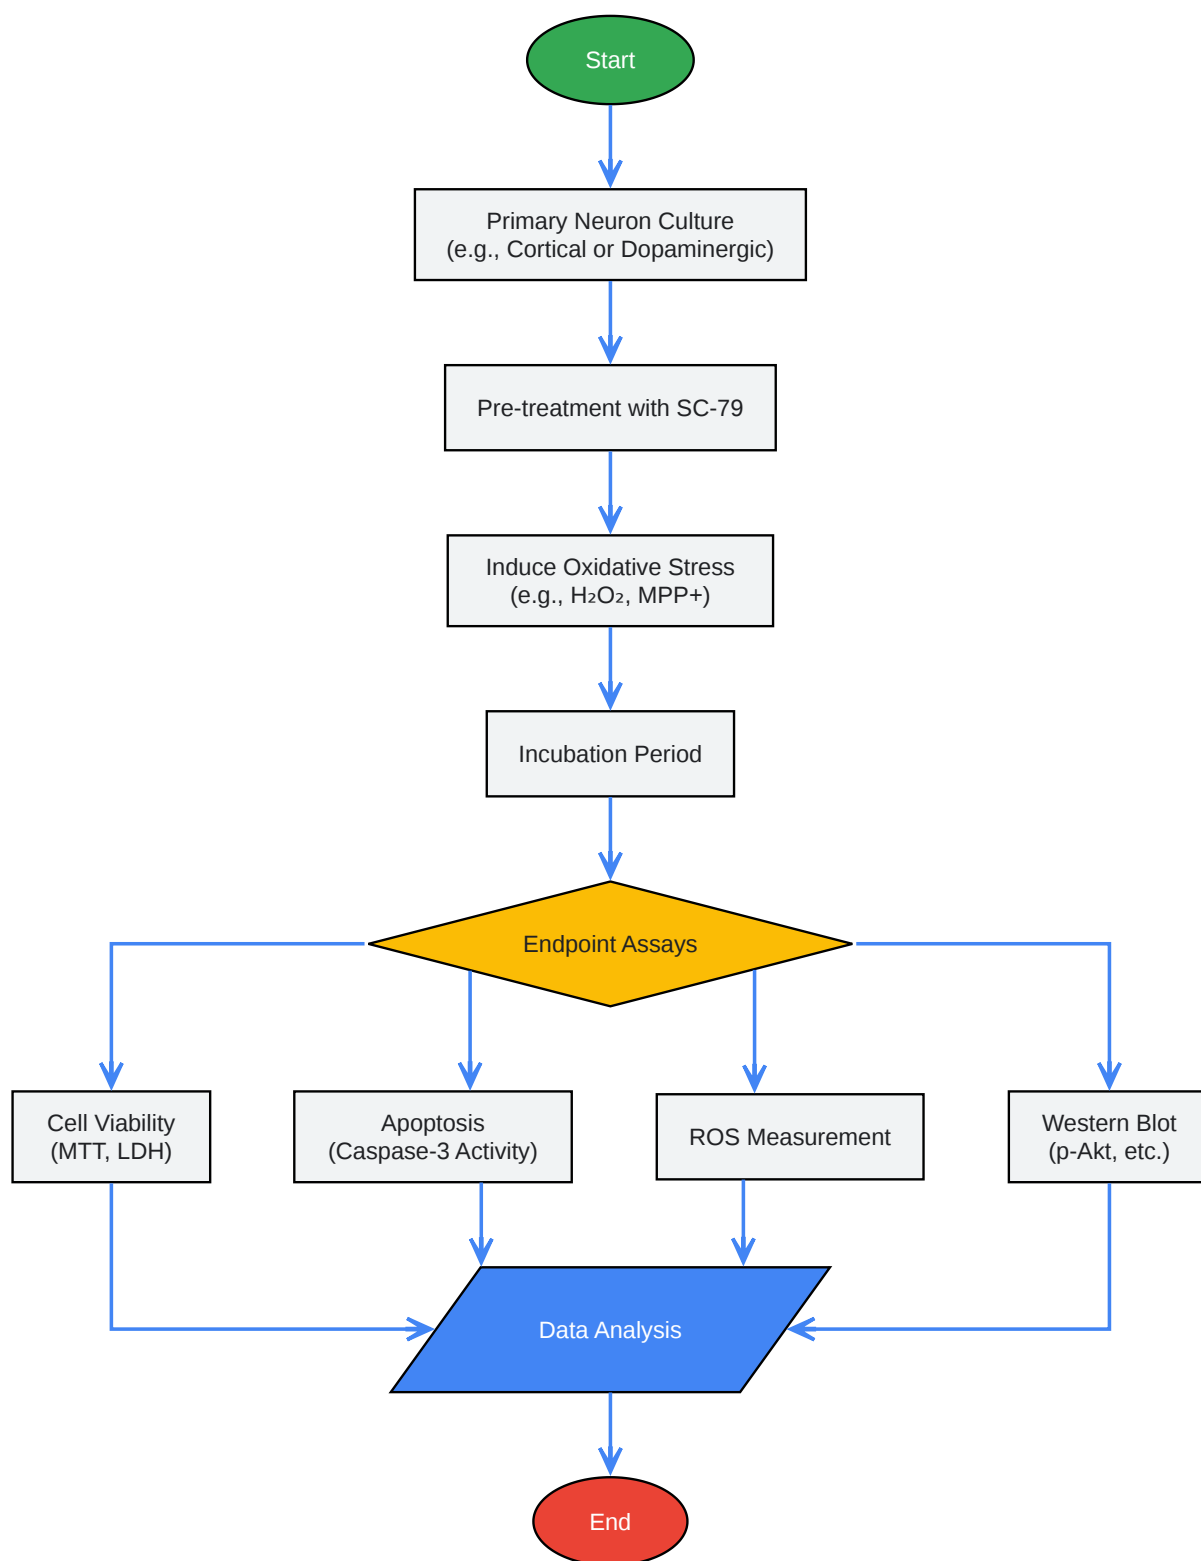 Start
Primary Neuron Culture
(e.g., Cortical or Dopaminergic)
Pre-treatment with SC-79
Induce Oxidative Stress
(e.g., H₂O₂, MPP+)
Incubation Period
Endpoint Assays
Cell Viability
(MTT, LDH)
Apoptosis
(Caspase-3 Activity)
ROS Measurement
Western Blot
(p-Akt, etc.)
Data Analysis
End